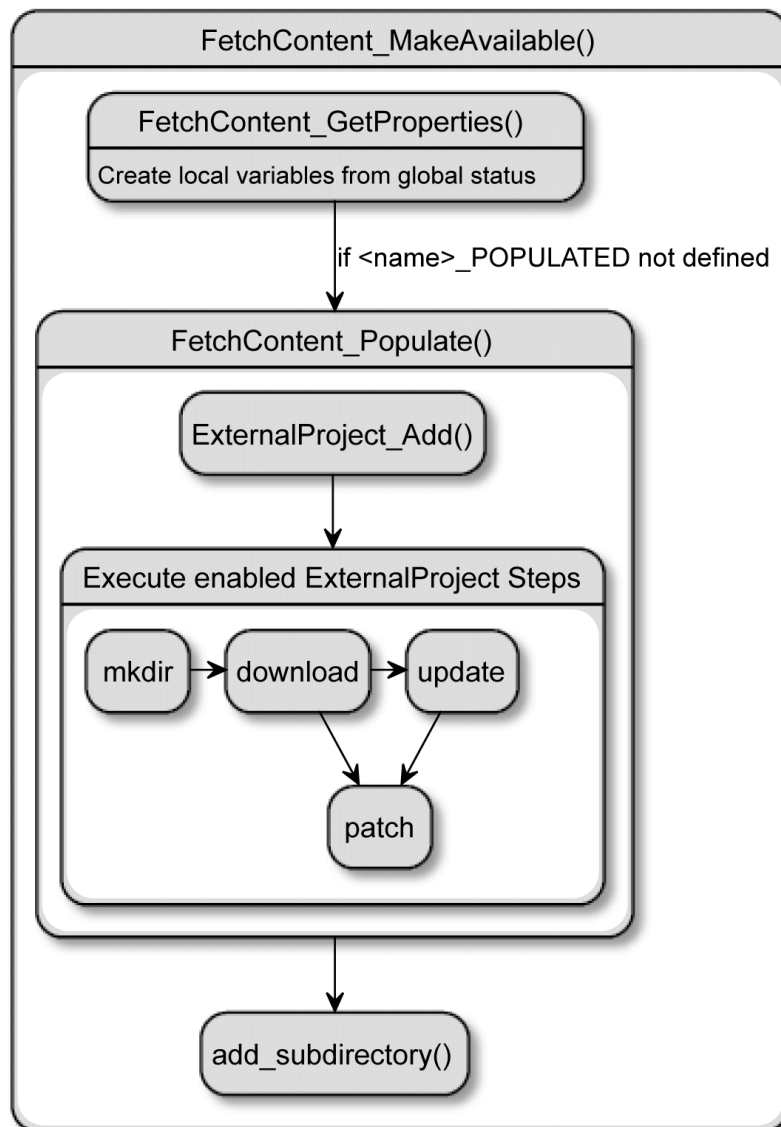 FetchContent_MakeAvailable()
FetchContent_GetProperties()
Create local variables from global status
if <name>_POPULATED not defined
FetchContent_Populate()
ExternalProject_Add()
Execute enabled ExternalProject Steps
mkdir
download
update
patch
add_subdirectory()